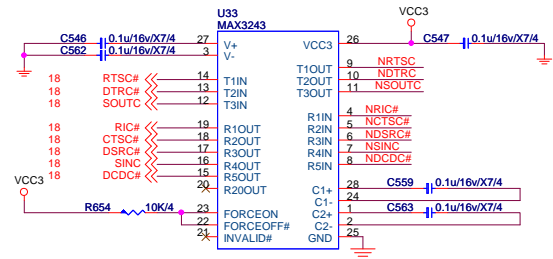 U33
MAX3243
VCC3
C546 0.1u/16v/X7/4 27 V+ VCC3 26 C547 0.1u/16v/X7/4
C562 0.1u/16v/X7/4 3 V-
T1OUT 9 NRTSC
18 RTSC# 14 T1IN T2OUT 10 NDTRC
18 DTRC# 13 T2IN T3OUT 11 NSOUTC
18 SOUTC 12 T3IN
R1IN 4 NRIC#
18 RIC# 19 R1OUT R2IN 5 NCTSC#
18 CTSC# 18 R2OUT R3IN 6 NDSRC#
18 DSRC# 17 R3OUT R4IN 7 NSINC
18 SINC 16 R4OUT R5IN 8 NDCDC#
18 DCDC# 15 R5OUT
VCC3 20 R20OUT C1+ 28 C559 0.1u/16v/X7/4
C1- 24
R654 10K/4 23 FORCEON C2+ 1 C563 0.1u/16v/X7/4
22 FORCEOFF# C2- 2
21 INVALID# GND 25